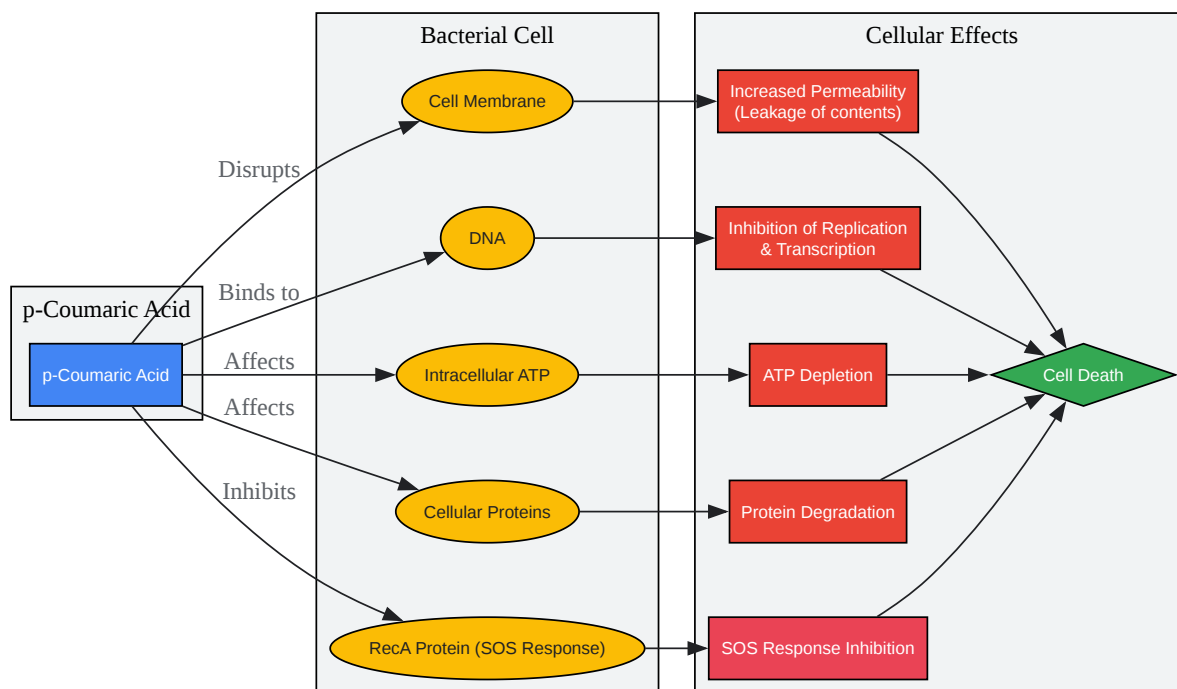 Bacterial Cell
Cellular Effects
Cell Membrane
Increased Permeability
(Leakage of contents)
Disrupts
DNA
Inhibition of Replication
& Transcription
Binds to
p-Coumaric Acid
p-Coumaric Acid
Affects
Intracellular ATP
ATP Depletion
Cell Death
Affects
Inhibits
Cellular Proteins
Protein Degradation
RecA Protein (SOS Response)
SOS Response Inhibition